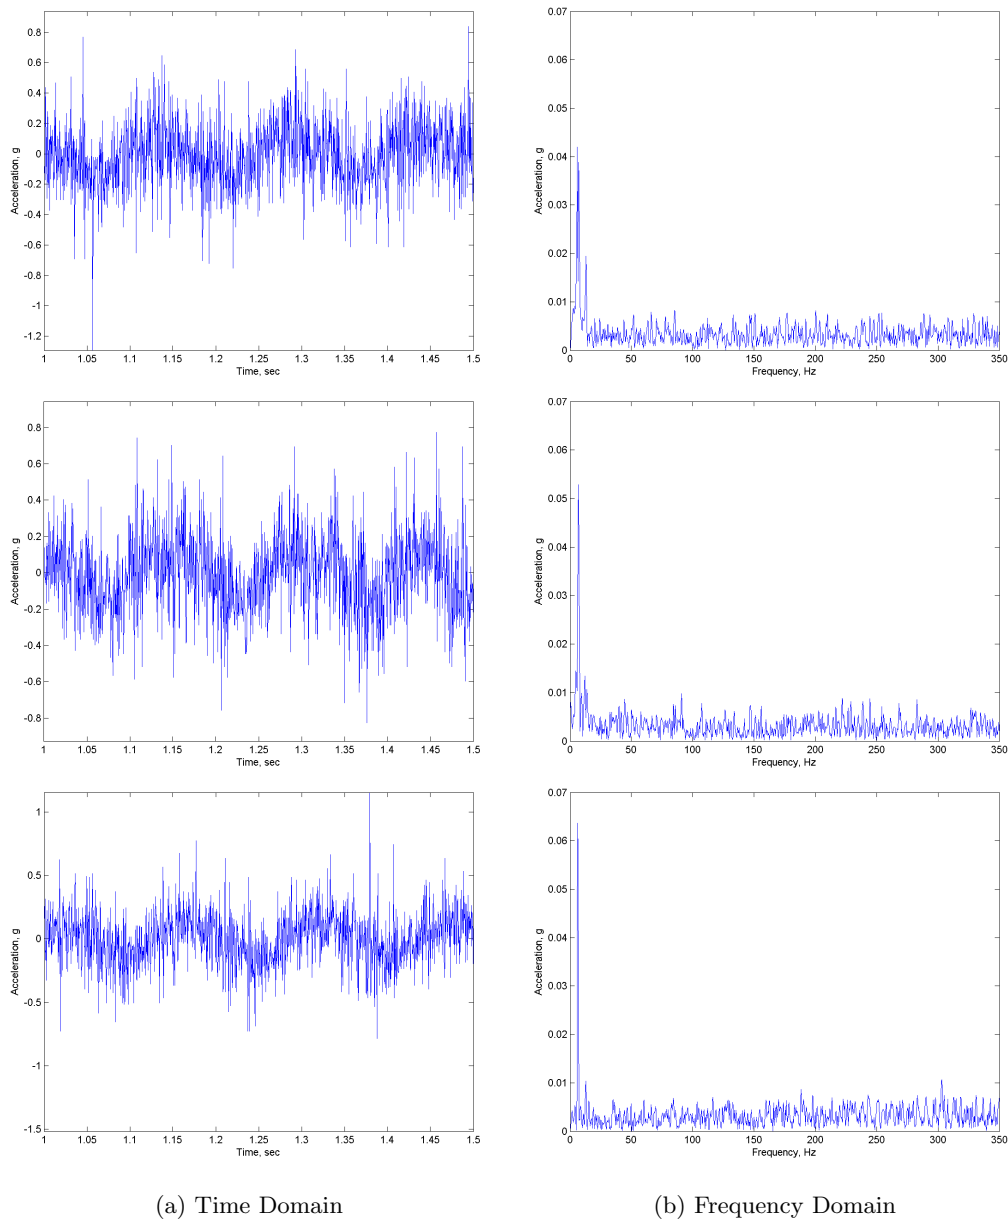 0.8
0.6
0.4
0.2
0
-0.2
-0.4
-0.6
-0.8
-1
-1.2
Acceleration, g
1 1.05 1.1 1.15 1.2 1.25 1.3 1.35 1.4 1.45 1.5
Time, sec
0.07
0.06
0.05
0.04
0.03
0.02
0.01
0
Acceleration, g
0 50 100 150 200 250 300 350
Frequency, Hz
0.8
0.6
0.4
0.2
0
-0.2
-0.4
-0.6
-0.8
Acceleration, g
1 1.05 1.1 1.15 1.2 1.25 1.3 1.35 1.4 1.45 1.5
Time, sec
0.07
0.06
0.05
0.04
0.03
0.02
0.01
0
Acceleration, g
0 50 100 150 200 250 300 350
Frequency, Hz
1
0.5
0
-0.5
-1
-1.5
Acceleration, g
1 1.05 1.1 1.15 1.2 1.25 1.3 1.35 1.4 1.45 1.5
Time, sec
0.07
0.06
0.05
0.04
0.03
0.02
0.01
0
Acceleration, g
0 50 100 150 200 250 300 350
Frequency, Hz
(a) Time Domain
(b) Frequency Domain